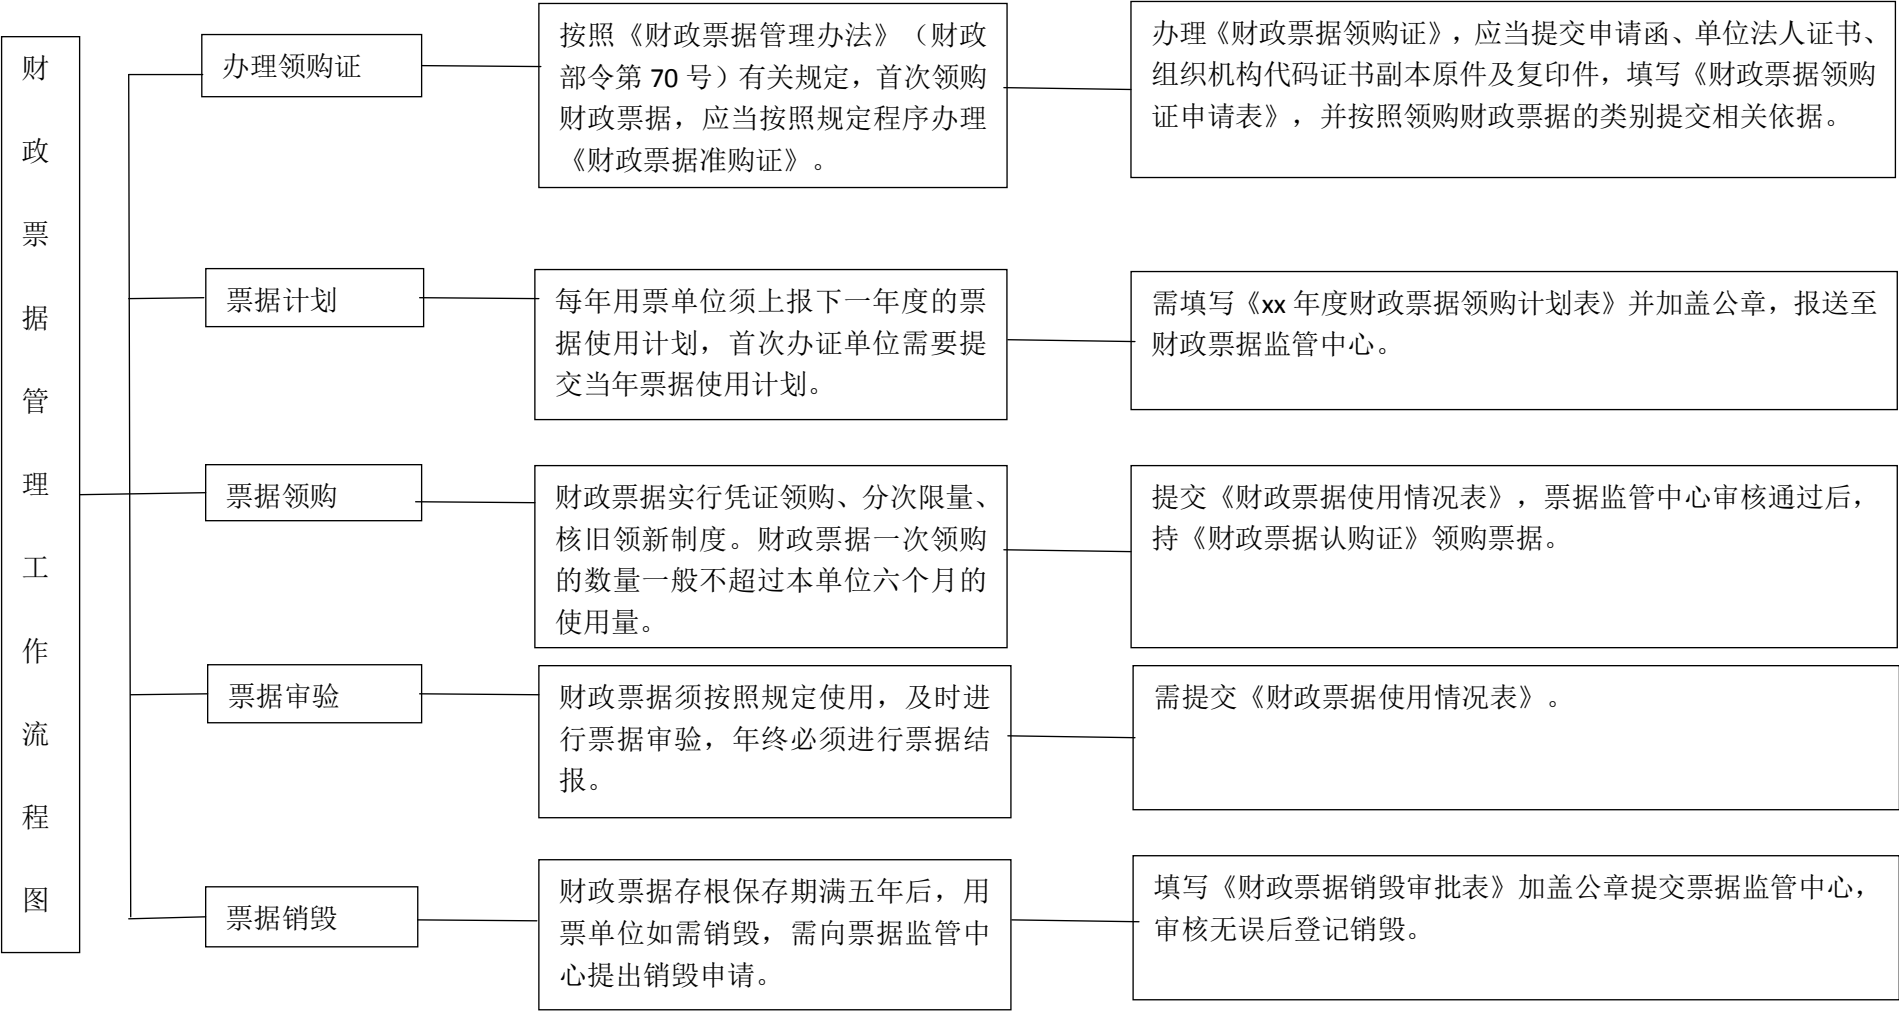 财政票据管理工作流程图
办理领购证
按照《财政票据管理办法》（财政
部令第 70 号）有关规定，首次领购
财政票据，应当按照规定程序办理
《财政票据准购证》。
办理《财政票据领购证》，应当提交申请函、单位法人证书、
组织机构代码证书副本原件及复印件，填写《财政票据领购
证申请表》，并按照领购财政票据的类别提交相关依据。
票据计划
每年用票单位须上报下一年度的票
据使用计划，首次办证单位需要提
交当年票据使用计划。
需填写《xx 年度财政票据领购计划表》并加盖公章，报送至
财政票据监管中心。
票据领购
财政票据实行凭证领购、分次限量、
核旧领新制度。财政票据一次领购
的数量一般不超过本单位六个月的
使用量。
提交《财政票据使用情况表》，票据监管中心审核通过后，
持《财政票据认购证》领购票据。
票据审验
财政票据须按照规定使用，及时进
行票据审验，年终必须进行票据结
报。
需提交《财政票据使用情况表》。
票据销毁
财政票据存根保存期满五年后，用
票单位如需销毁，需向票据监管中
心提出销毁申请。
填写《财政票据销毁审批表》加盖公章提交票据监管中心，
审核无误后登记销毁。